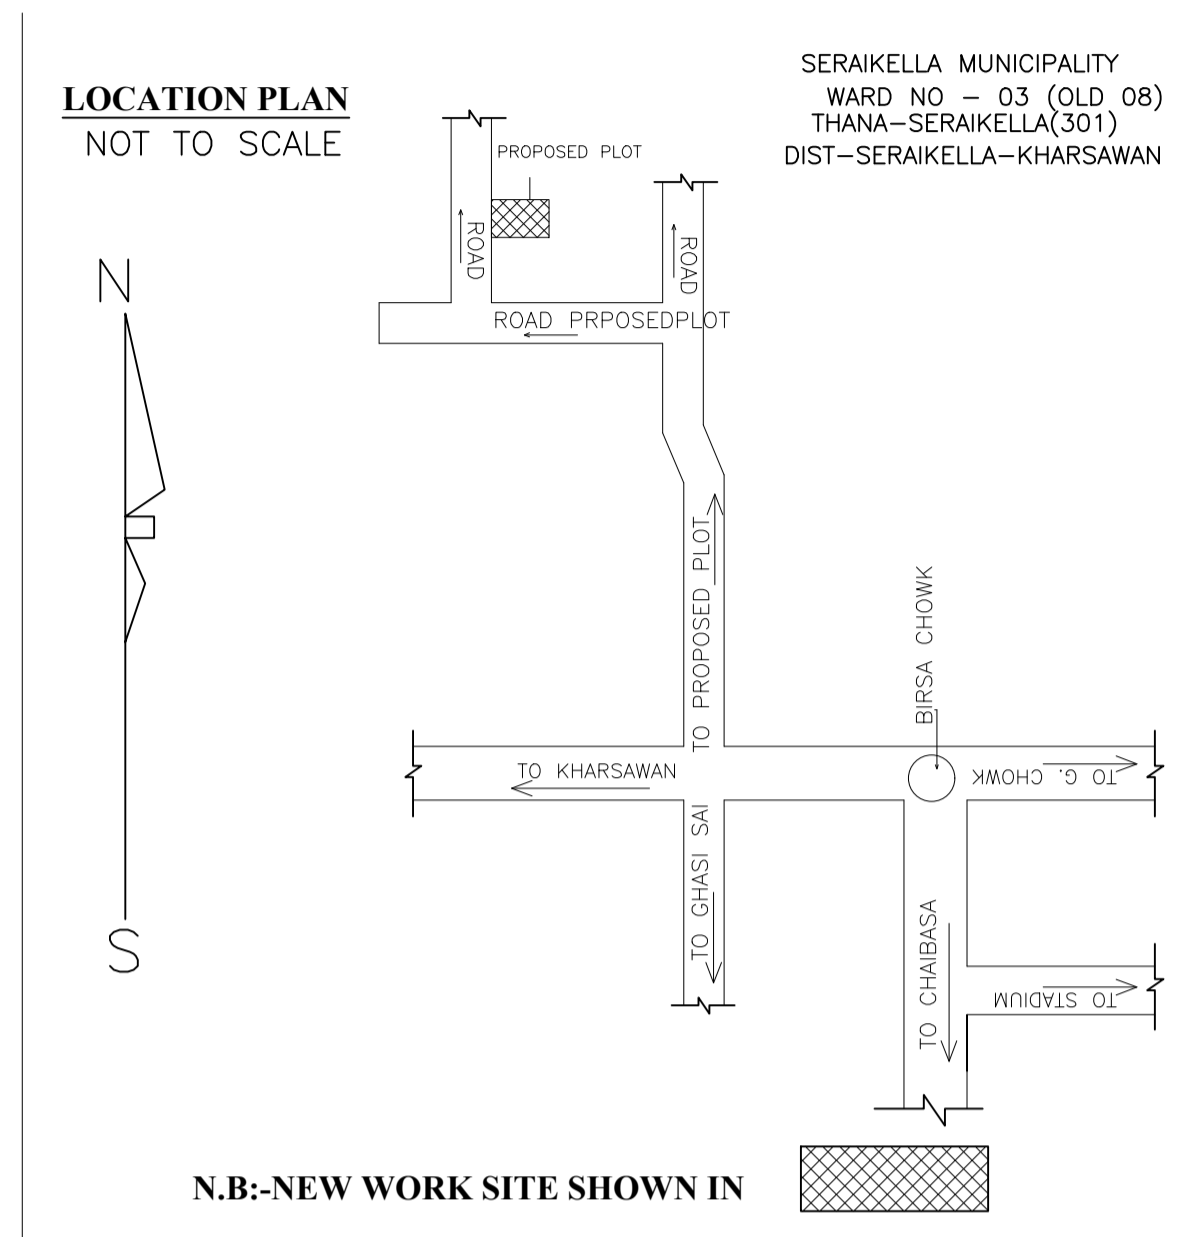 LOCATION PLAN
NOT TO SCALE
SERAIKELLA MUNICIPALITY
WARD NO - 03 (OLD 08)
THANA-SERAIKELLA(301)
DIST-SERAIKELLA-KHARSAWAN
PROPOSED PLOT
ROAD
ROAD
ROAD PRPOSEDPLOT
N
TO PROPOSED PLOT
BIRSA CHOWK
TO KHARSAWAN
TO G. CHOWK
TO GHASI SAI
TO CHAIBASA
TO STADIUM
S
N.B:-NEW WORK SITE SHOWN IN